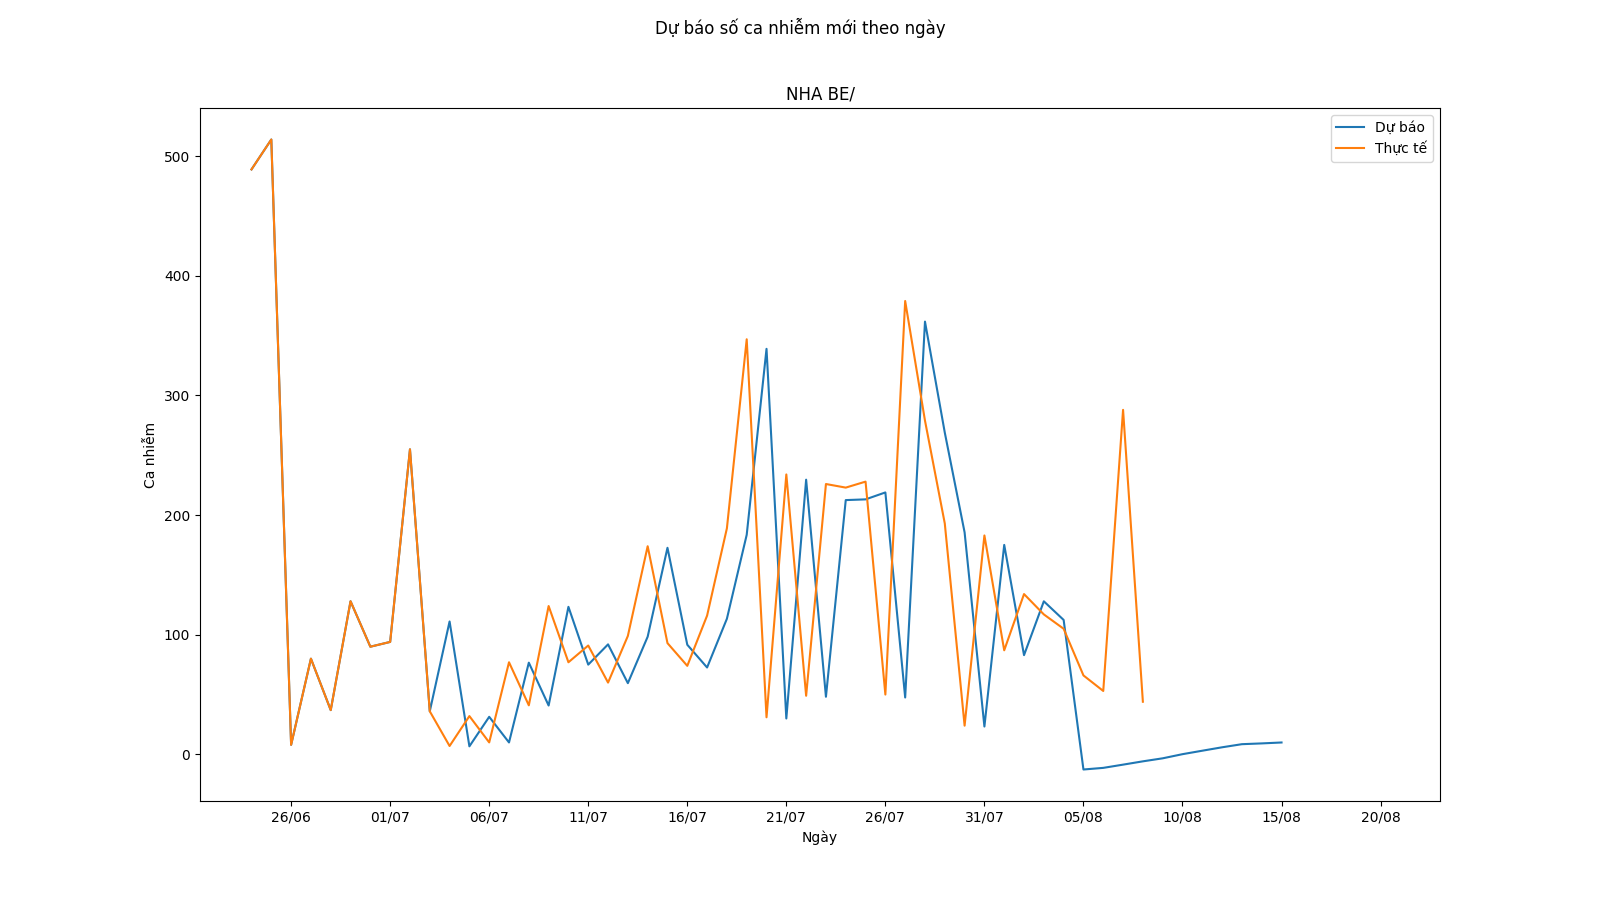 Dự báo số ca nhiễm mới theo ngày
NHA BE/
Dự báo
Thực tế
500
400
300
200
100
0
Ca nhiễm
26/06 01/07 06/07 11/07 16/07 21/07 26/07 31/07 05/08 10/08 15/08 20/08
Ngày